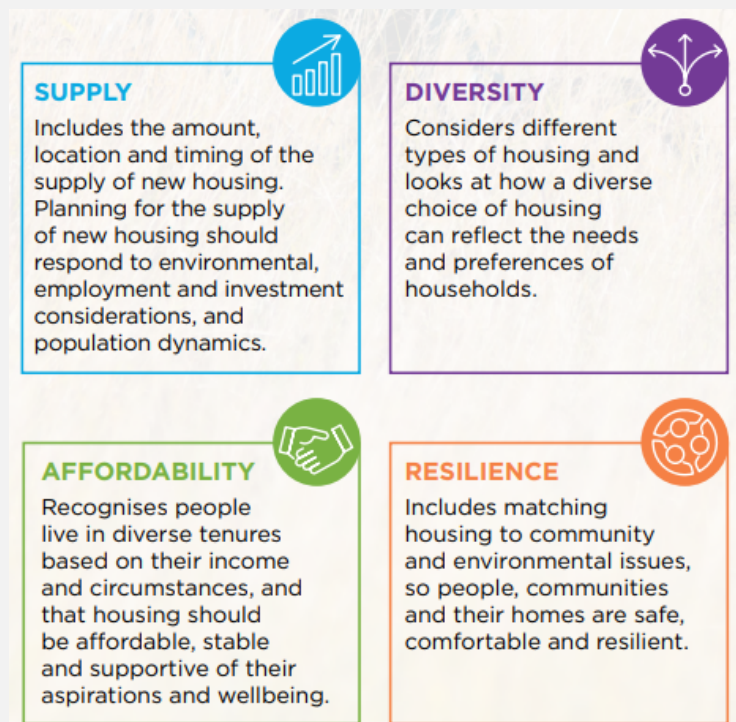 SUPPLY
Includes the amount,
location and timing of the
supply of new housing.
Planning for the supply
of new housing should
respond to environmental,
employment and investment
considerations, and
population dynamics.
DIVERSITY
Considers different
types of housing and
looks at how a diverse
choice of housing
can reflect the needs
and preferences of
households.
AFFORDABILITY
Recognises people
live in diverse tenures
based on their income
and circumstances, and
that housing should
be affordable, stable
and supportive of their
aspirations and wellbeing.
RESILIENCE
Includes matching
housing to community
and environmental issues,
so people, communities
and their homes are safe,
comfortable and resilient.